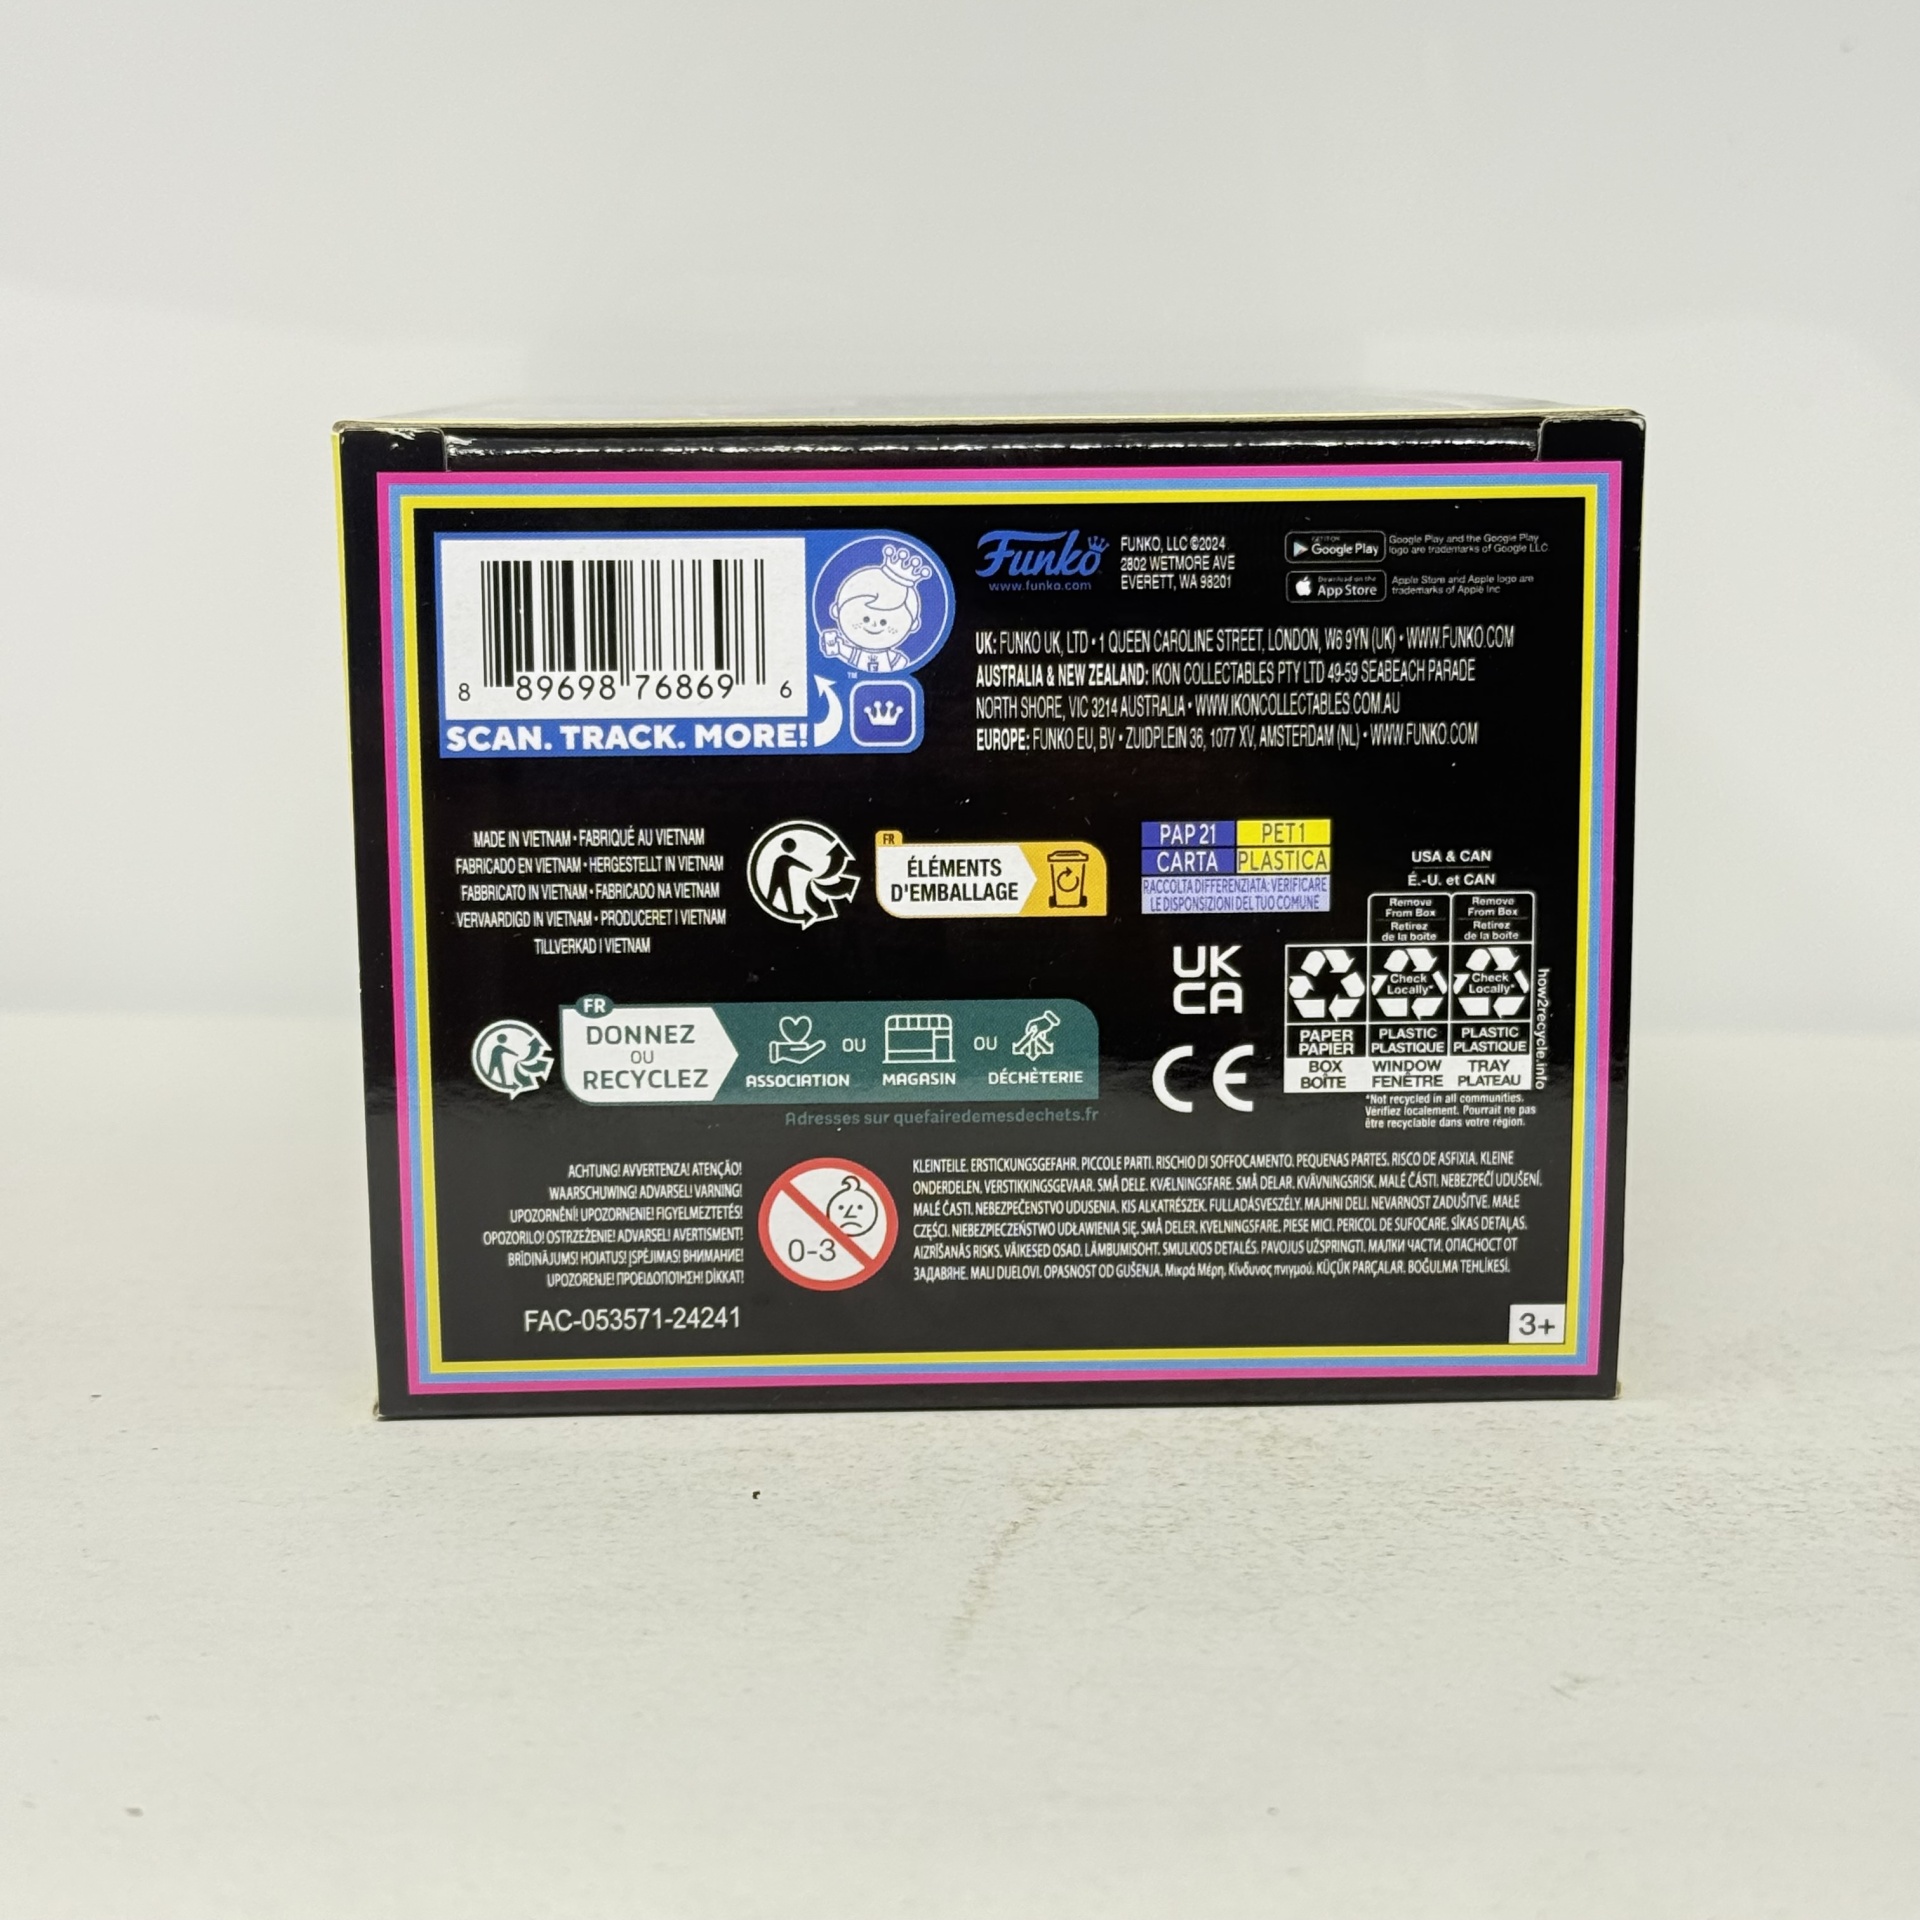 8 89698 76869 6
SCAN. TRACK. MORE!
™
Funko
www.funko.com
FUNKO, LLC ©2024
2802 WETMORE AVE
EVERETT, WA 98201
GET IT ON
Google Play
Google Play and the Google Play
logo are trademarks of Google LLC
Download on the
App Store
Apple Store and Apple logo are
trademarks of Apple Inc
UK: FUNKO UK, LTD • 1 QUEEN CAROLINE STREET, LONDON, W6 9YN (UK) • WWW.FUNKO.COM
AUSTRALIA & NEW ZEALAND: IKON COLLECTABLES PTY LTD 49-59 SEABEACH PARADE
NORTH SHORE, VIC 3214 AUSTRALIA • WWW.IKONCOLLECTABLES.COM.AU
EUROPE: FUNKO EU, BV • ZUIDPLEIN 36, 1077 XV, AMSTERDAM (NL) • WWW.FUNKO.COM
MADE IN VIETNAM • FABRIQUÉ AU VIETNAM
FABRICADO EN VIETNAM • HERGESTELLT IN VIETNAM
FABBRICATO IN VIETNAM • FABRICADO NA VIETNAM
VERVAARDIGD IN VIETNAM • PRODUCERET I VIETNAM
TILLVERKAD I VIETNAM
FR
ÉLÉMENTS
D'EMBALLAGE
PAP 21 PET 1
CARTA PLASTICA
RACCOLTA DIFFERENZIATA: VERIFICARE
LE DISPONSIZIONI DEL TUO COMUNE
USA & CAN
É.-U. et CAN
Remove From Box Retirez de la boîte
Remove From Box Retirez de la boîte
Check Locally*
Check Locally*
PAPER PAPIER
PLASTIC PLASTIQUE
PLASTIC PLASTIQUE
BOX BOÎTE
WINDOW FENÊTRE
TRAY PLATEAU
how2recycle.info
*Not recycled in all communities.
Vérifiez localement. Pourrait ne pas
être recyclable dans votre région.
UK
CA
CE
FR
DONNEZ
OU
RECYCLEZ
ASSOCIATION OU MAGASIN OU DÉCHÈTERIE
Adresses sur quefairedemesdechets.fr
ACHTUNG! AVVERTENZA! ATENÇÃO!
WAARSCHUWING! ADVARSEL! VARNING!
UPOZORNĚNÍ! UPOZORNENIE! FIGYELMEZTETÉS!
OPOZORILO! OSTRZEŻENIE! ADVARSEL! AVERTISMENT!
BRĪDINĀJUMS! HOIATUS! ĮSPĖJIMAS! ВНИМАНИЕ!
UPOZORENJE! ΠΡΟΕΙΔΟΠΟΙΗΣΗ! DİKKAT!
0-3
KLEINTEILE. ERSTICKUNGSGEFAHR. PICCOLE PARTI. RISCHIO DI SOFFOCAMENTO. PEQUENAS PARTES. RISCO DE ASFIXIA. KLEINE
ONDERDELEN. VERSTIKKINGSGEVAAR. SMÅ DELE. KVÆLNINGSFARE. SMÅ DELAR. KVÄVNINGSRISK. MALÉ ČÁSTI. NEBEZPEČÍ UDUŠENÍ.
MALÉ ČASTI. NEBEZPEČENSTVO UDUSENIA. KIS ALKATRÉSZEK. FULLADÁSVESZÉLY. MAJHNI DELI. NEVARNOST ZADUŠITVE. MAŁE
CZĘŚCI. NIEBEZPIECZEŃSTWO UDŁAWIENIA SIĘ. SMÅ DELER. KVELNINGSFARE. PIESE MICI. PERICOL DE SUFOCARE. SĪKAS DETAĻAS.
AIZRĪŠANĀS RISKS. VÄIKESED OSAD. LÄMBUMISOHT. SMULKIOS DETALĖS. PAVOJUS UŽSPRINGTI. МАЛКИ ЧАСТИ. ОПАСНОСТ ОТ
ЗАДАВЯНЕ. MALI DIJELOVI. OPASNOST OD GUŠENJA. Μικρά Μέρη. Κίνδυνος πνιγμού. KÜÇÜK PARÇALAR. BOĞULMA TEHLİKESİ.
FAC-053571-24241
3+